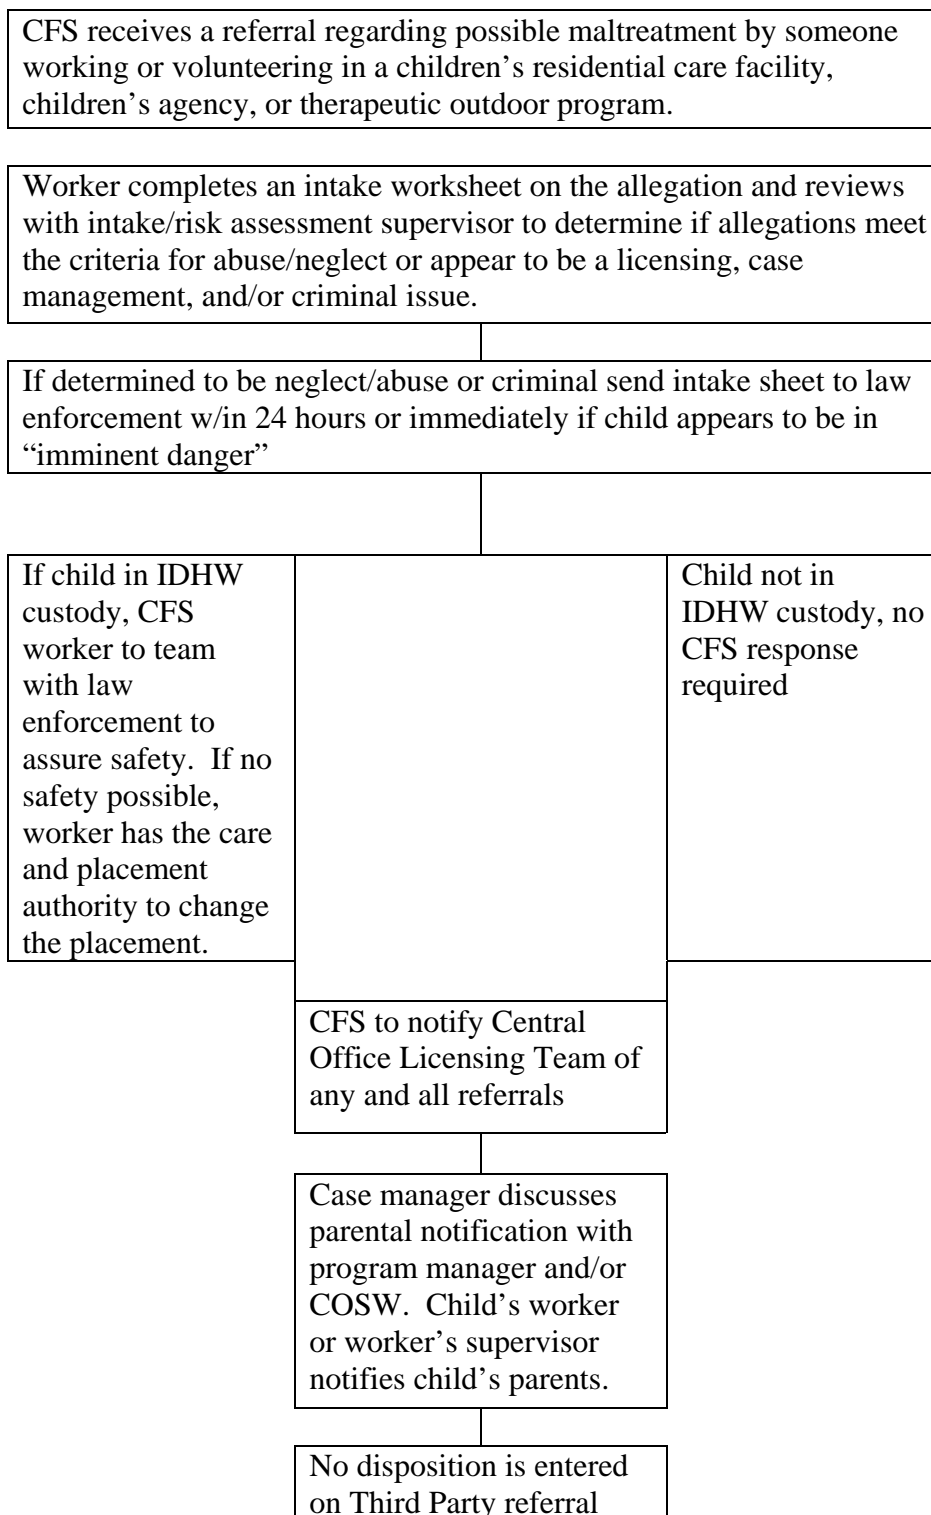 CFS receives a referral regarding possible maltreatment by someone
working or volunteering in a children’s residential care facility,
children’s agency, or therapeutic outdoor program.
Worker completes an intake worksheet on the allegation and reviews
with intake/risk assessment supervisor to determine if allegations meet
the criteria for abuse/neglect or appear to be a licensing, case
management, and/or criminal issue.
If determined to be neglect/abuse or criminal send intake sheet to law
enforcement w/in 24 hours or immediately if child appears to be in
“imminent danger”
If child in IDHW
custody, CFS
worker to team
with law
enforcement to
assure safety.  If no
safety possible,
worker has the care
and placement
authority to change
the placement.
Child not in
IDHW custody, no
CFS response
required
CFS to notify Central
Office Licensing Team of
any and all referrals
Case manager discusses
parental notification with
program manager and/or
COSW.  Child’s worker
or worker’s supervisor
notifies child’s parents.
No disposition is entered
on Third Party referral